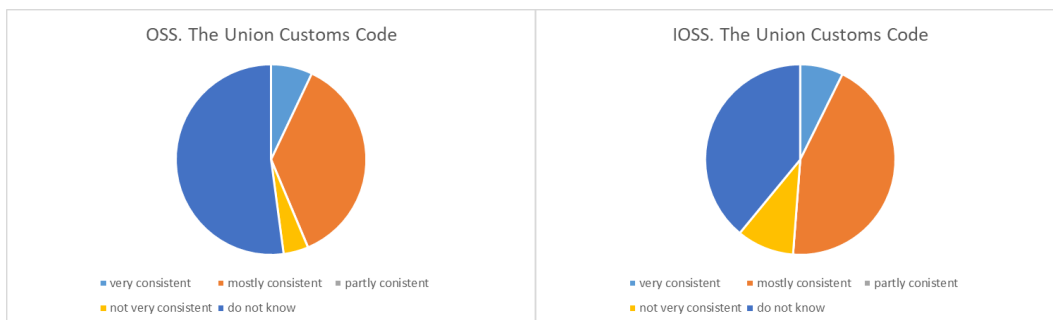 OSS. The Union Customs Code
very consistent mostly consistent partly conistent
not very consistent do not know
IOSS. The Union Customs Code
very consistent mostly consistent partly conistent
not very consistent do not know